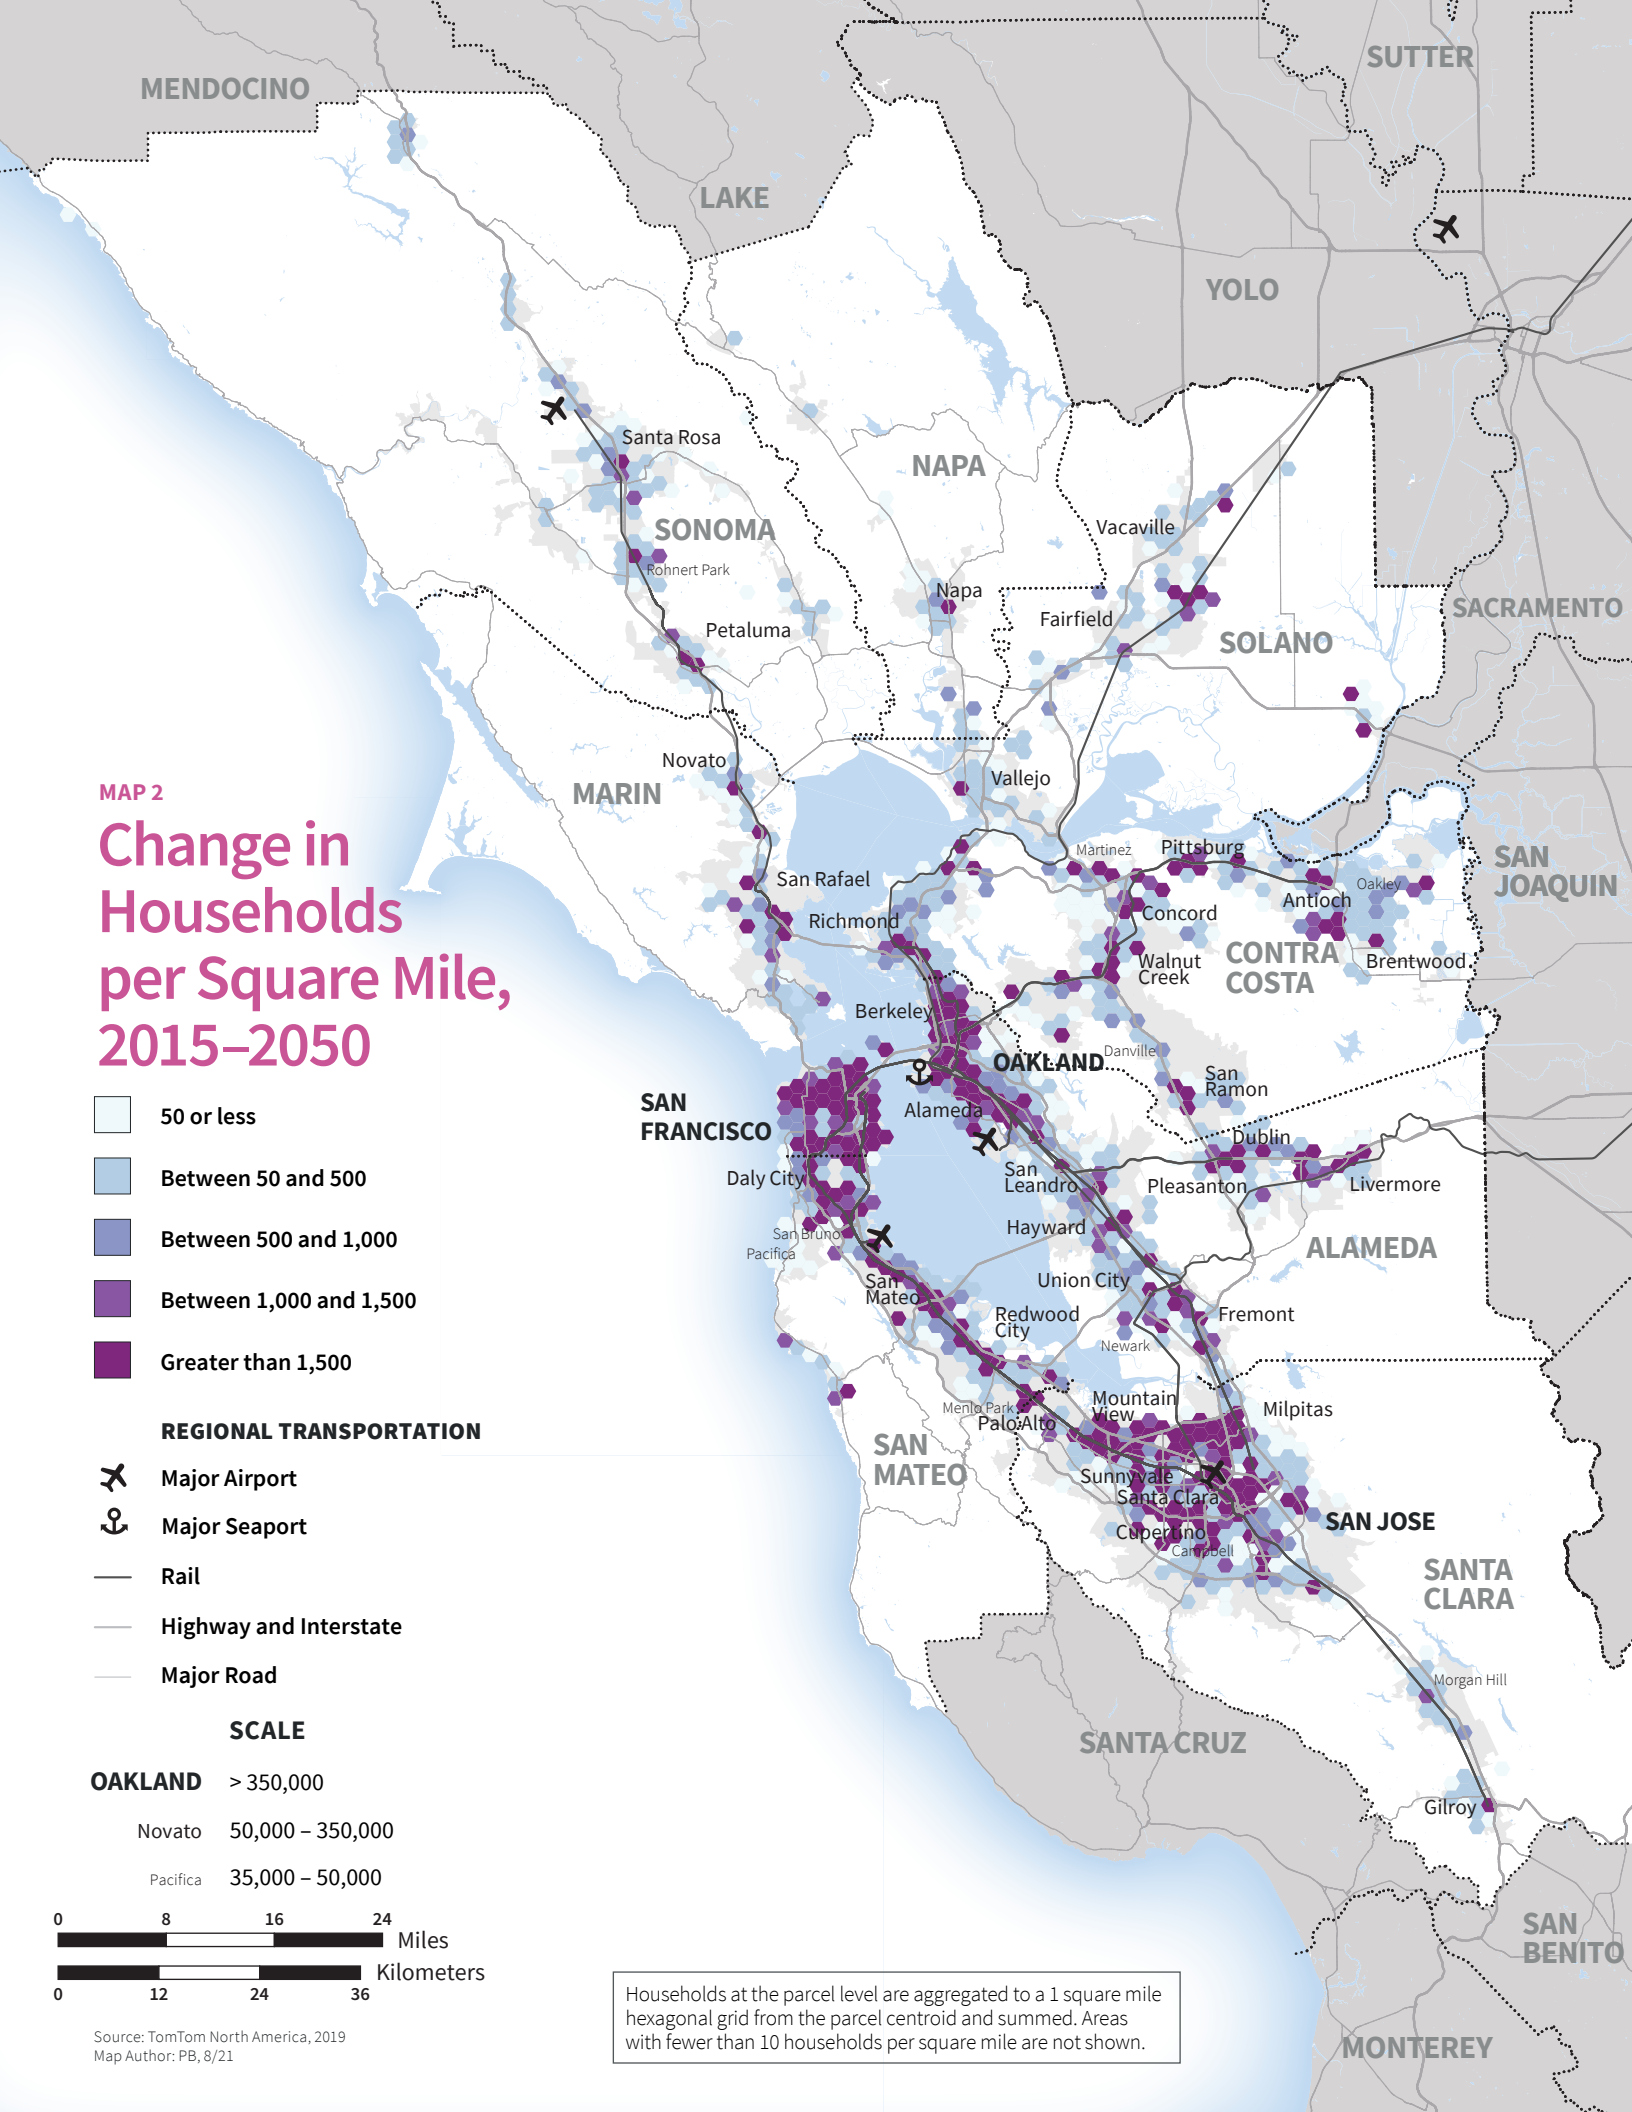 MENDOCINO
SUTTER
LAKE
YOLO
Santa Rosa
NAPA
SONOMA
Vacaville
Rohnert Park
Napa
SACRAMENTO
Fairfield
Petaluma
SOLANO
Novato
Vallejo
MARIN
MAP 2
Change in
Households
per Square Mile,
2015–2050
Martinez
Pittsburg
SAN
JOAQUIN
San Rafael
Oakley
Antioch
Richmond
Concord
CONTRA
COSTA
Walnut
Creek
Brentwood
Berkeley
OAKLAND
Danville
San
Ramon
SAN
FRANCISCO
Alameda
Dublin
San
Leandro
Daly City
Pleasanton
Livermore
Hayward
San Bruno
Pacifica
ALAMEDA
San
Mateo
Union City
Redwood
City
Fremont
Newark
Mountain
View
Menlo Park
Palo Alto
Milpitas
SAN
MATEO
Sunnyvale
Santa Clara
Cupertino
Campbell
SAN JOSE
SANTA
CLARA
Morgan Hill
SANTA CRUZ
Gilroy
SAN
BENITO
MONTEREY
50 or less
Between 50 and 500
Between 500 and 1,000
Between 1,000 and 1,500
Greater than 1,500
REGIONAL TRANSPORTATION
Major Airport
Major Seaport
Rail
Highway and Interstate
Major Road
SCALE
OAKLAND > 350,000
Novato 50,000 – 350,000
Pacifica 35,000 – 50,000
0 8 16 24
Miles
Kilometers
0 12 24 36
Source: TomTom North America, 2019
Map Author: PB, 8/21
Households at the parcel level are aggregated to a 1 square mile
hexagonal grid from the parcel centroid and summed. Areas
with fewer than 10 households per square mile are not shown.